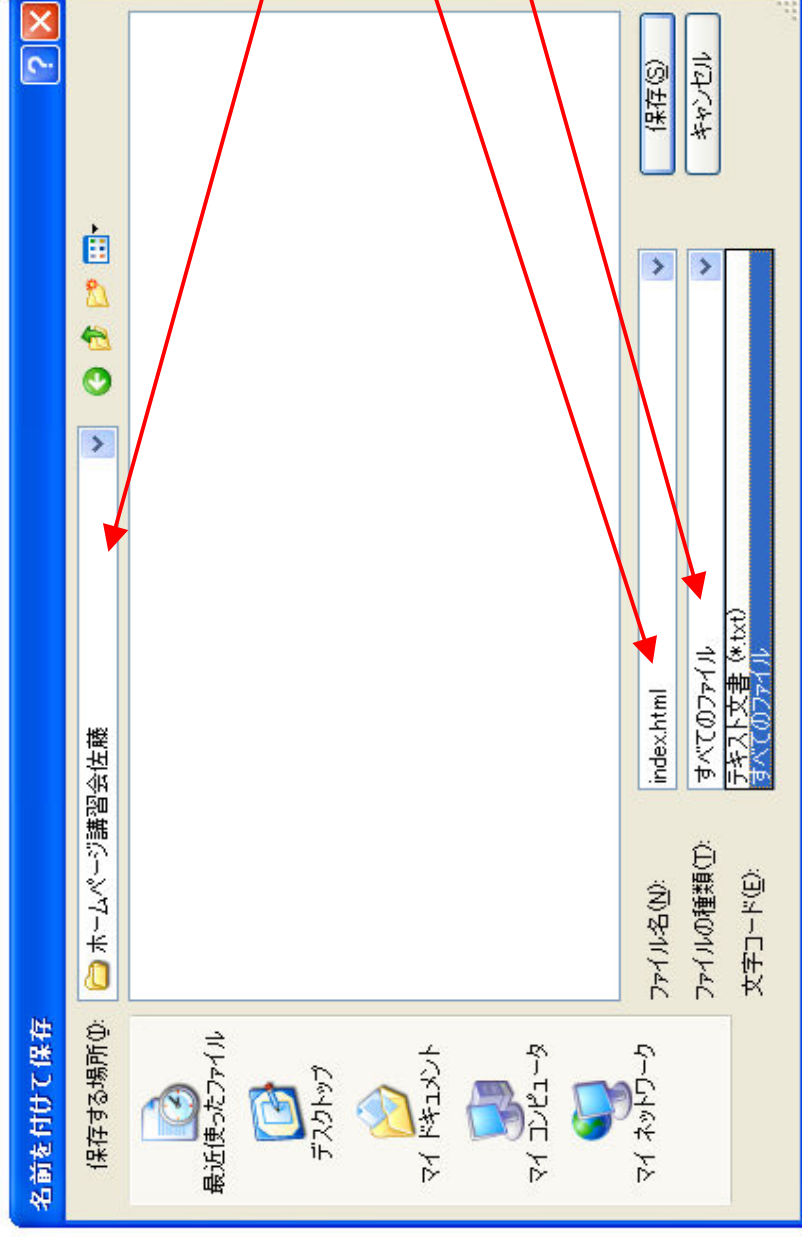 名前を付けて保存
保存する場所(I):
ホームページ講習会佐藤
最近使ったファイル
デスクトップ
マイ ドキュメント
マイ コンピュータ
マイ ネットワーク
ファイル名(N):
index.html
保存(S)
ファイルの種類(T):
すべてのファイル
キャンセル
テキスト文書 (*.txt)
すべてのファイル
文字コード(E):